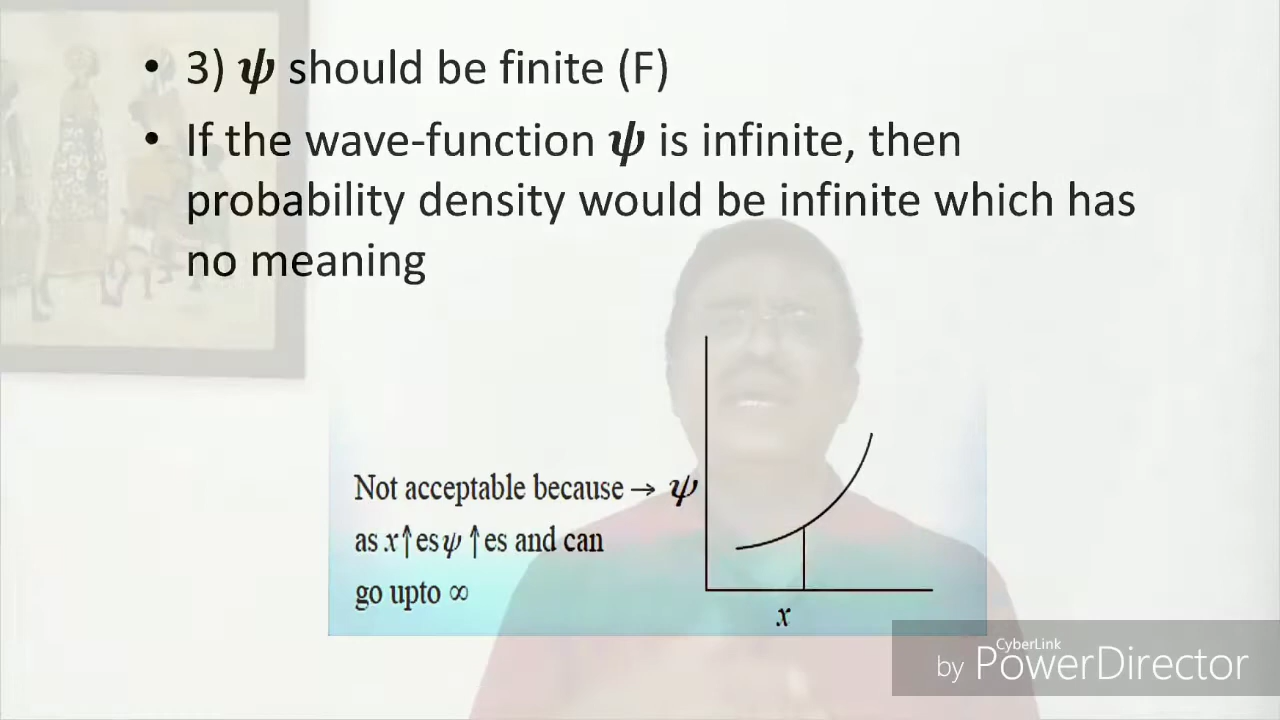 • 3) ψ should be finite (F)
• If the wave-function ψ is infinite, then
probability density would be infinite which has
no meaning
Not acceptable because → ψ
as x↑es ψ ↑es and can
go upto ∞
x
CyberLink
by PowerDirector